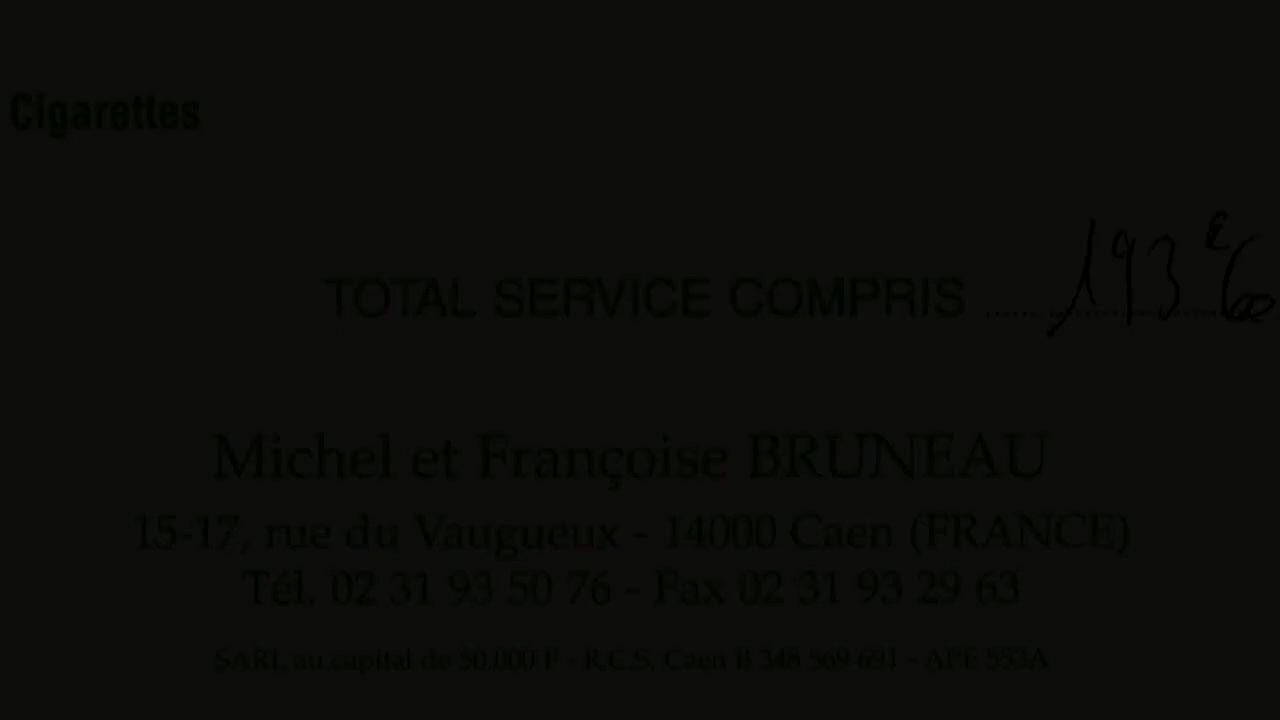 Cigarettes
TOTAL SERVICE COMPRIS ..............
Michel et Françoise BRUNEAU
15-17, rue du Vaugueux - 14000 Caen (FRANCE)
Tél. 02 31 93 50 76 - Fax 02 31 93 29 63
SARL au capital de 50.000 F - R.C.S. Caen B 348 569 691 - APE 553A